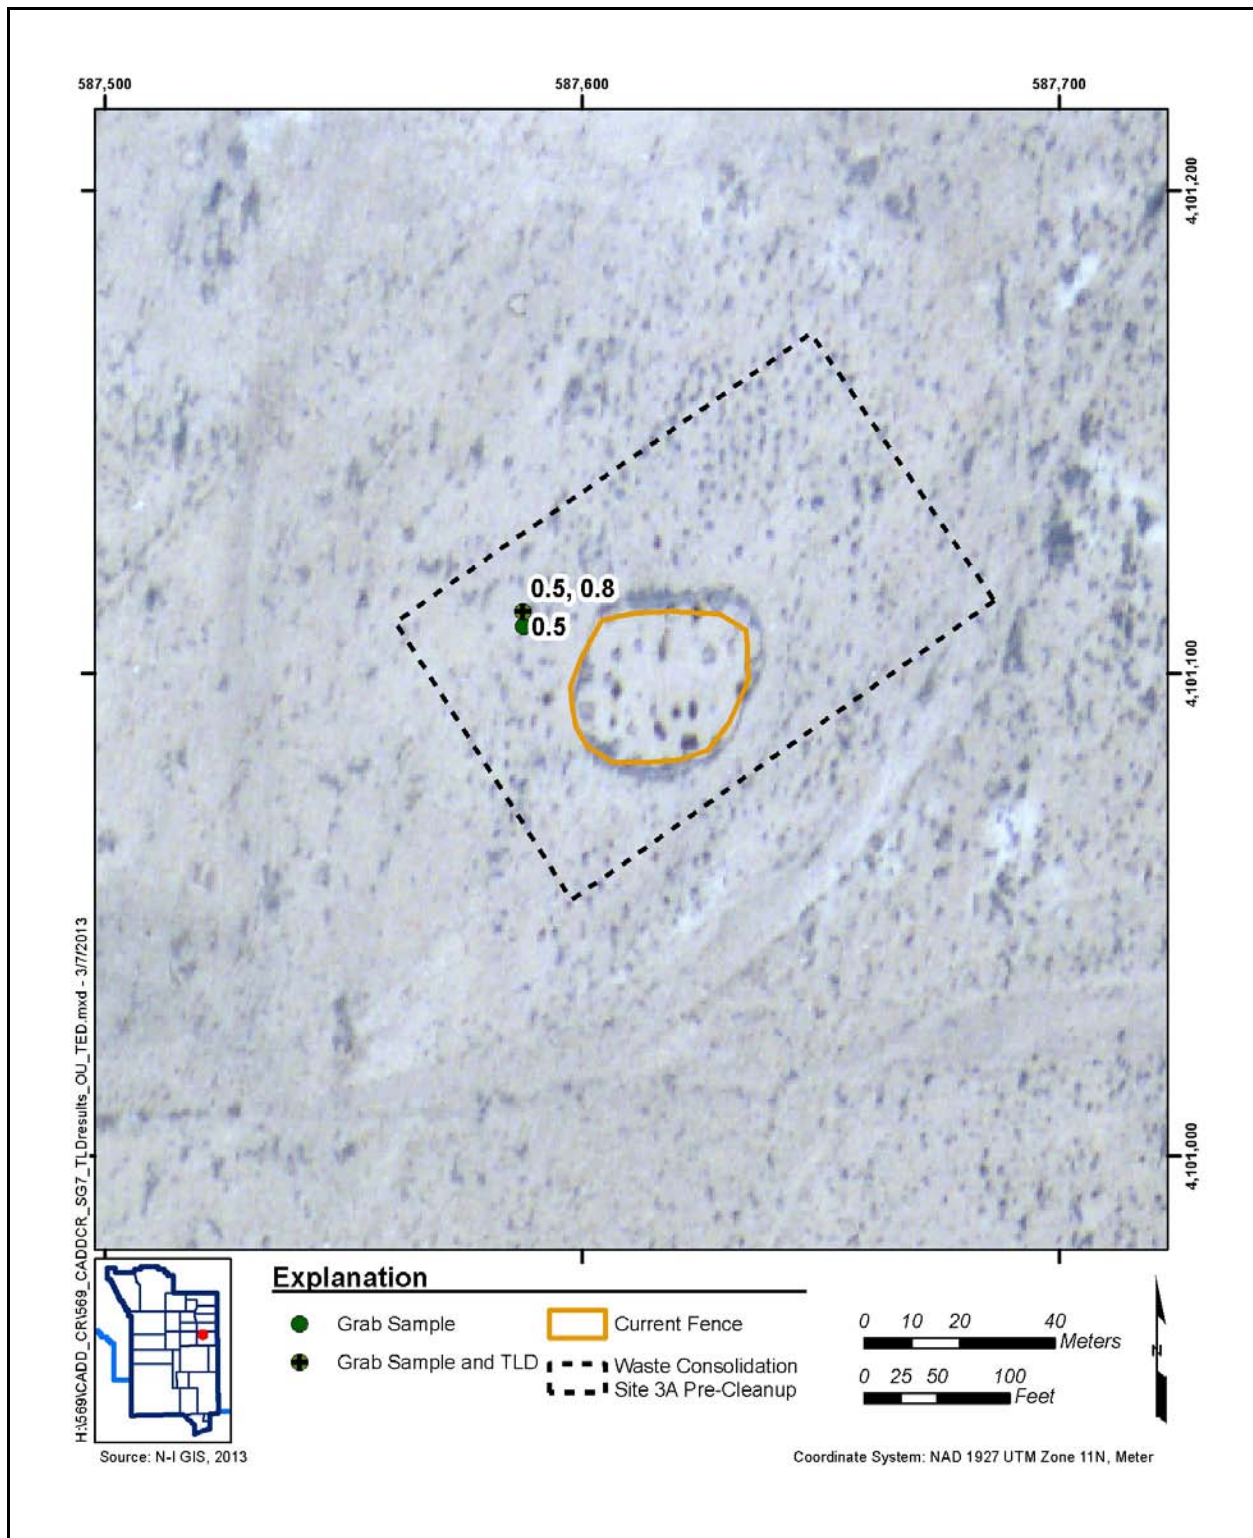 587,500
587,600
587,700
4,101,200
0.5, 0.8
0.5
4,101,100
4,101,000
H:\569\CADD_CR\569_CADDCR_SG7_TLDresults_OU_TED.mxd - 3/7/2013
Explanation
Grab Sample
Grab Sample and TLD
Current Fence
Waste Consolidation
Site 3A Pre-Cleanup
0 10 20 40
Meters
0 25 50 100
Feet
N
Source: N-I GIS, 2013
Coordinate System: NAD 1927 UTM Zone 11N, Meter